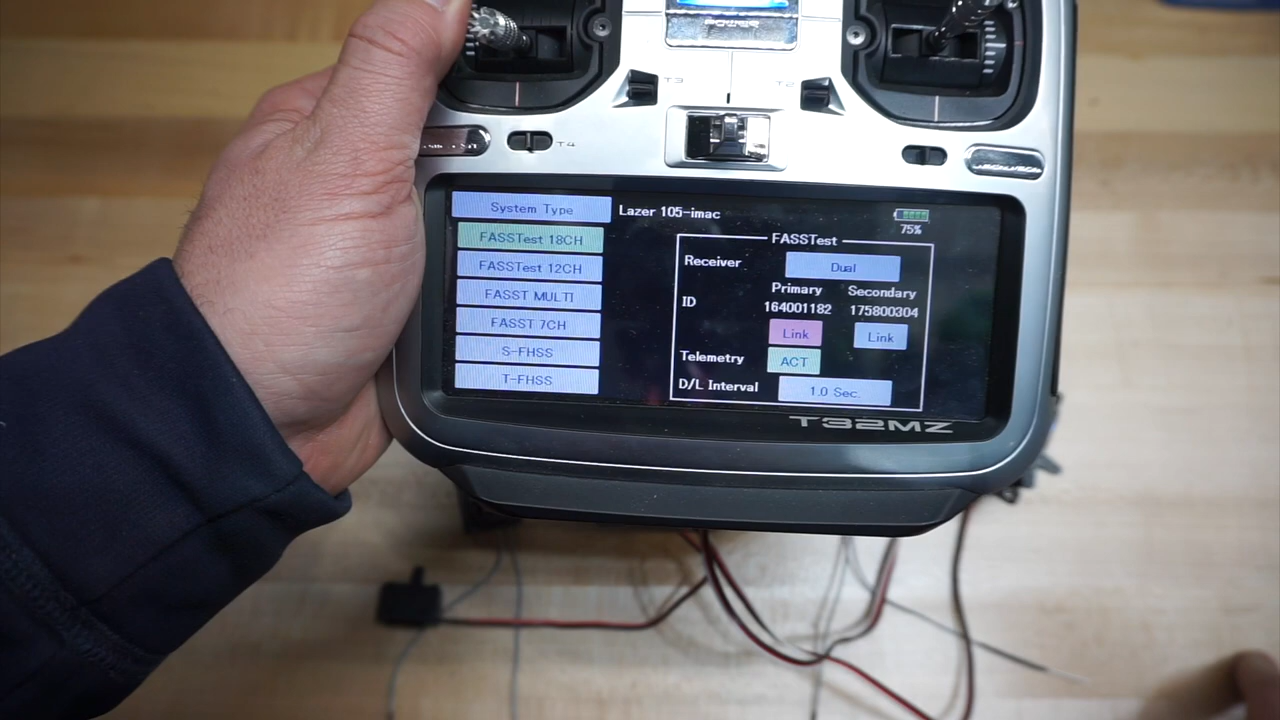 POWER
T3
T2
T4
System Type
Lazer 105-imac
75%
FASSTest 18CH
FASSTest
FASSTest 12CH
Receiver
Dual
FASST MULTI
ID
Primary
Secondary
164001182
175800304
FASST 7CH
Link
Link
S-FHSS
Telemetry
ACT
T-FHSS
D/L Interval
1.0 Sec.
T32MZ